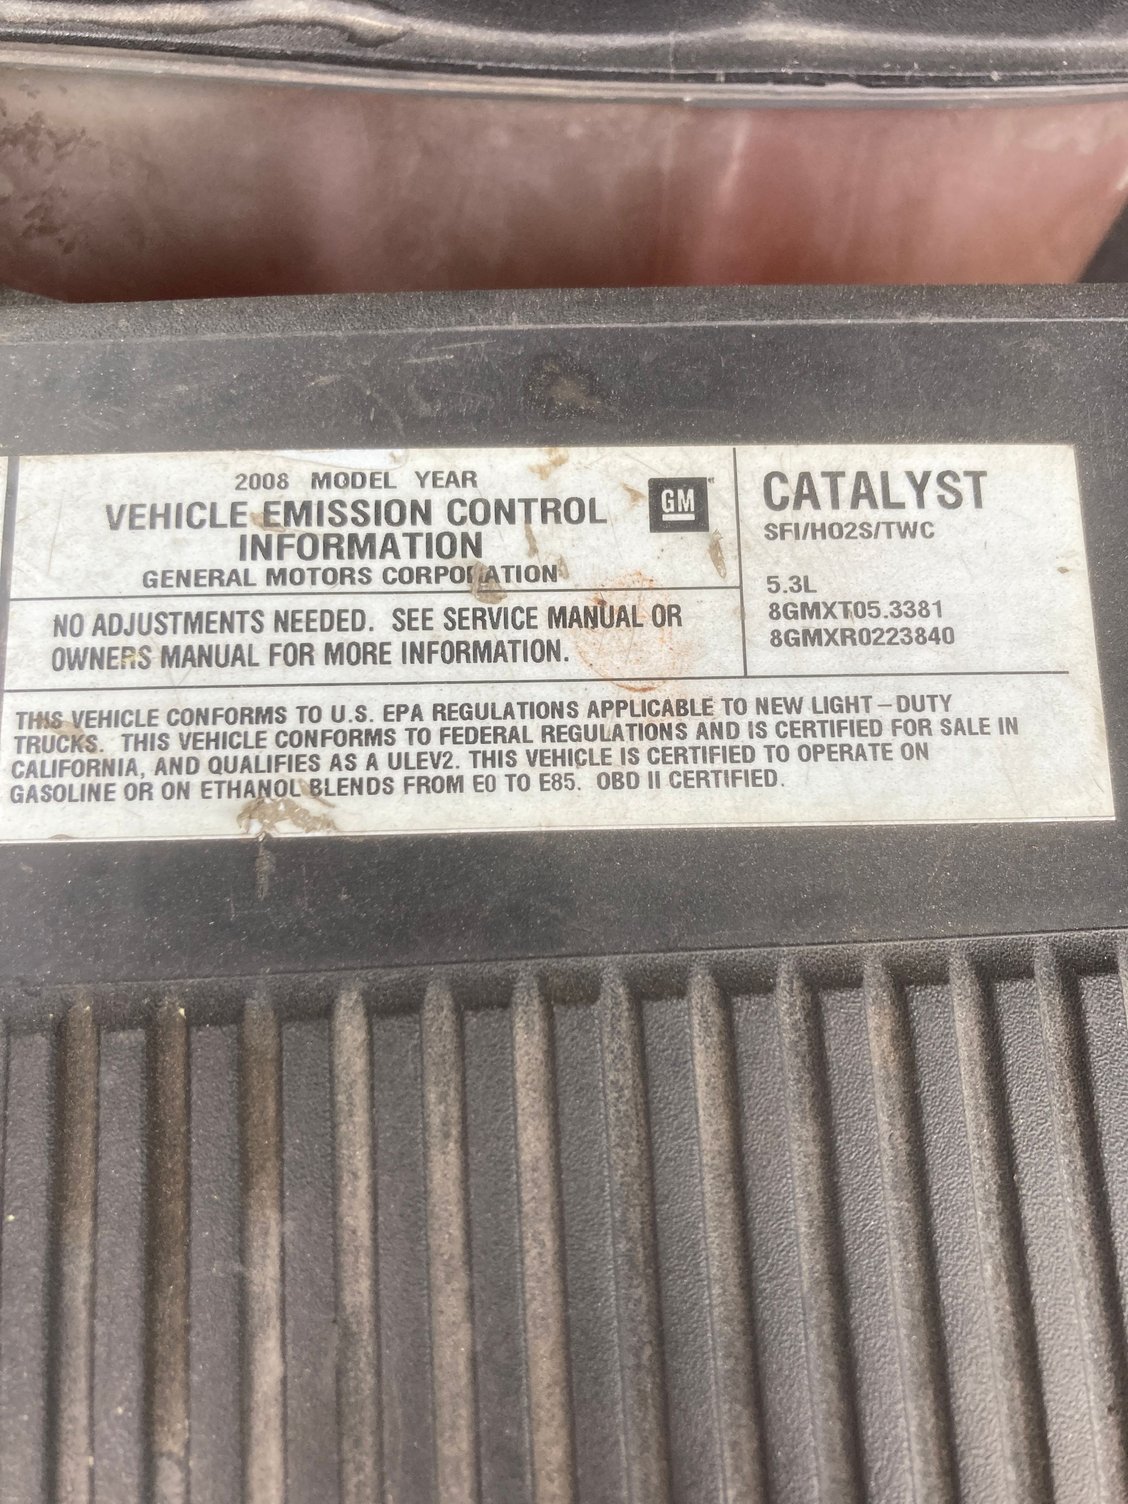 2008 MODEL YEAR
VEHICLE EMISSION CONTROL
INFORMATION
GENERAL MOTORS CORPORATION
GM
NO ADJUSTMENTS NEEDED. SEE SERVICE MANUAL OR
OWNERS MANUAL FOR MORE INFORMATION.
CATALYST
SFI/HO2S/TWC
5.3L
8GMXT05.3381
8GMXR0223840
THIS VEHICLE CONFORMS TO U.S. EPA REGULATIONS APPLICABLE TO NEW LIGHT-DUTY
TRUCKS. THIS VEHICLE CONFORMS TO FEDERAL REGULATIONS AND IS CERTIFIED FOR SALE IN
CALIFORNIA, AND QUALIFIES AS A ULEV2. THIS VEHICLE IS CERTIFIED TO OPERATE ON
GASOLINE OR ON ETHANOL BLENDS FROM E0 TO E85. OBD II CERTIFIED.